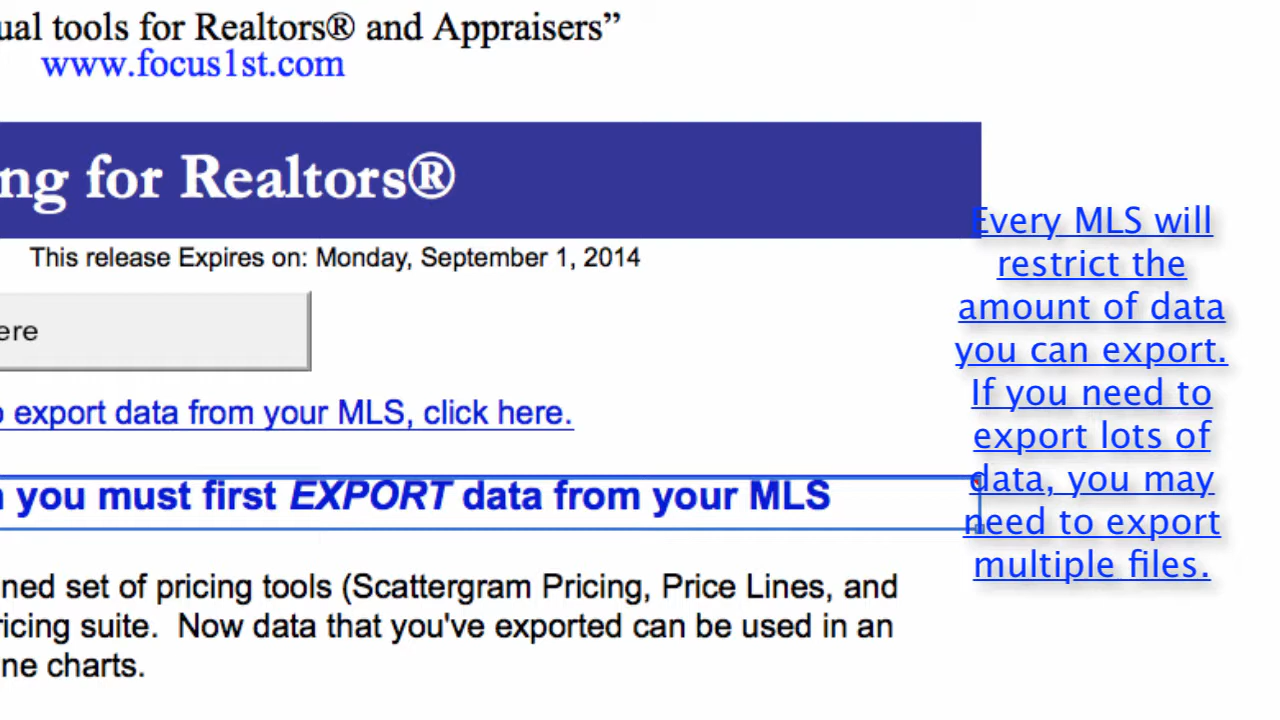 ual tools for Realtors® and Appraisers”
www.focus1st.com
ng for Realtors®
This release Expires on: Monday, September 1, 2014
ere
o export data from your MLS, click here.
you must first EXPORT data from your MLS
ned set of pricing tools (Scattergram Pricing, Price Lines, and
ricing suite.  Now data that you've exported can be used in an
ne charts.
Every MLS will
restrict the
amount of data
you can export.
If you need to
export lots of
data, you may
need to export
multiple files.